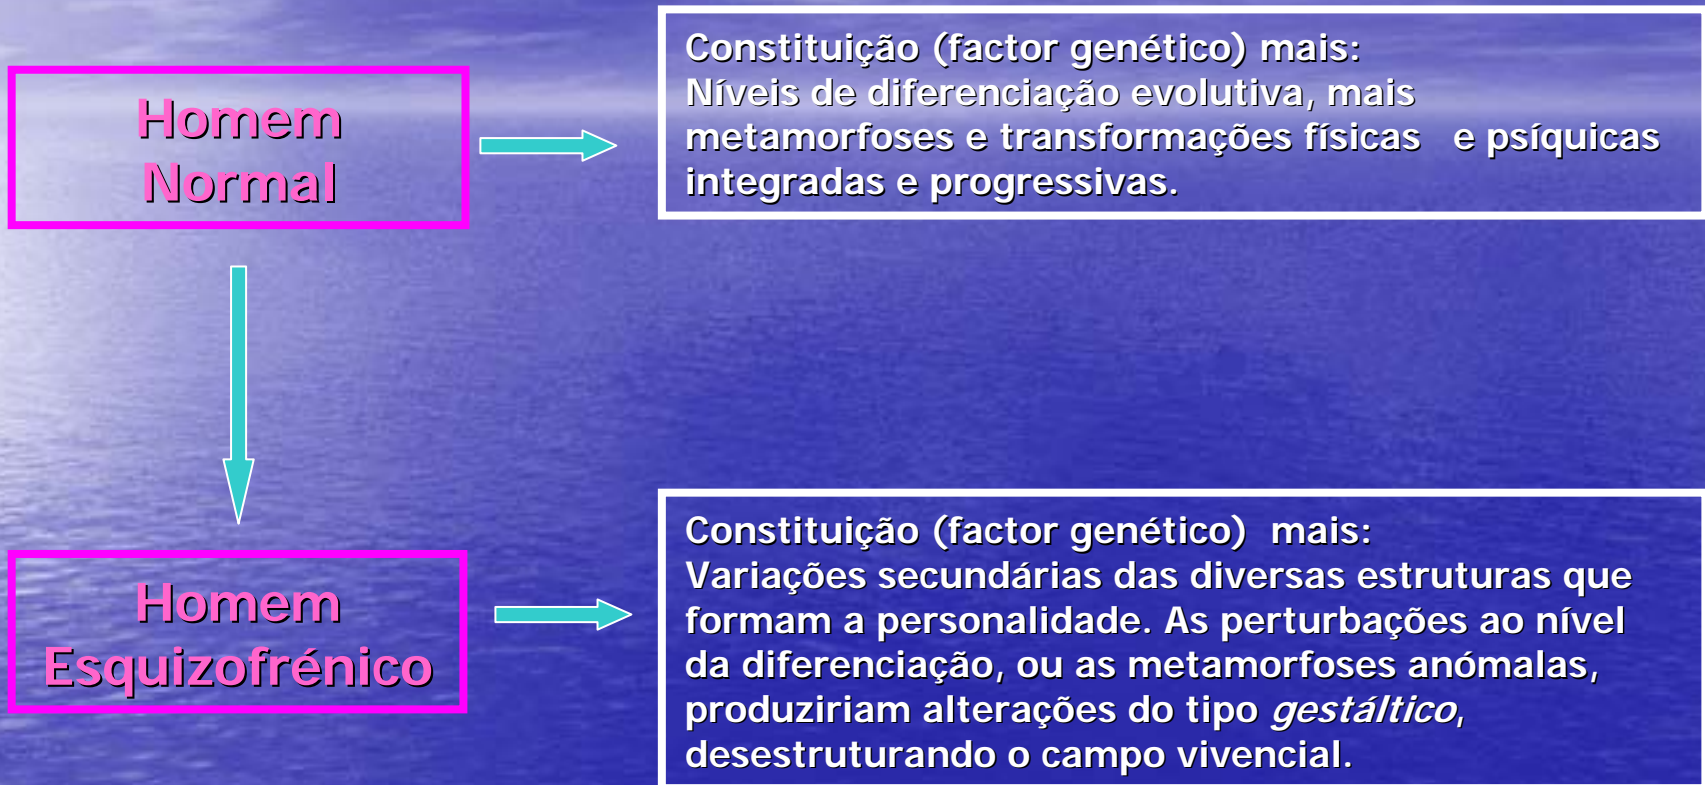 Homem
Normal
Constituição (factor genético) mais:
Níveis de diferenciação evolutiva, mais
metamorfoses e transformações físicas e psíquicas
integradas e progressivas.
Homem
Esquizofrénico
Constituição (factor genético) mais:
Variações secundárias das diversas estruturas que
formam a personalidade. As perturbações ao nível
da diferenciação, ou as metamorfoses anómalas,
produziriam alterações do tipo gestáltico,
desestruturando o campo vivencial.